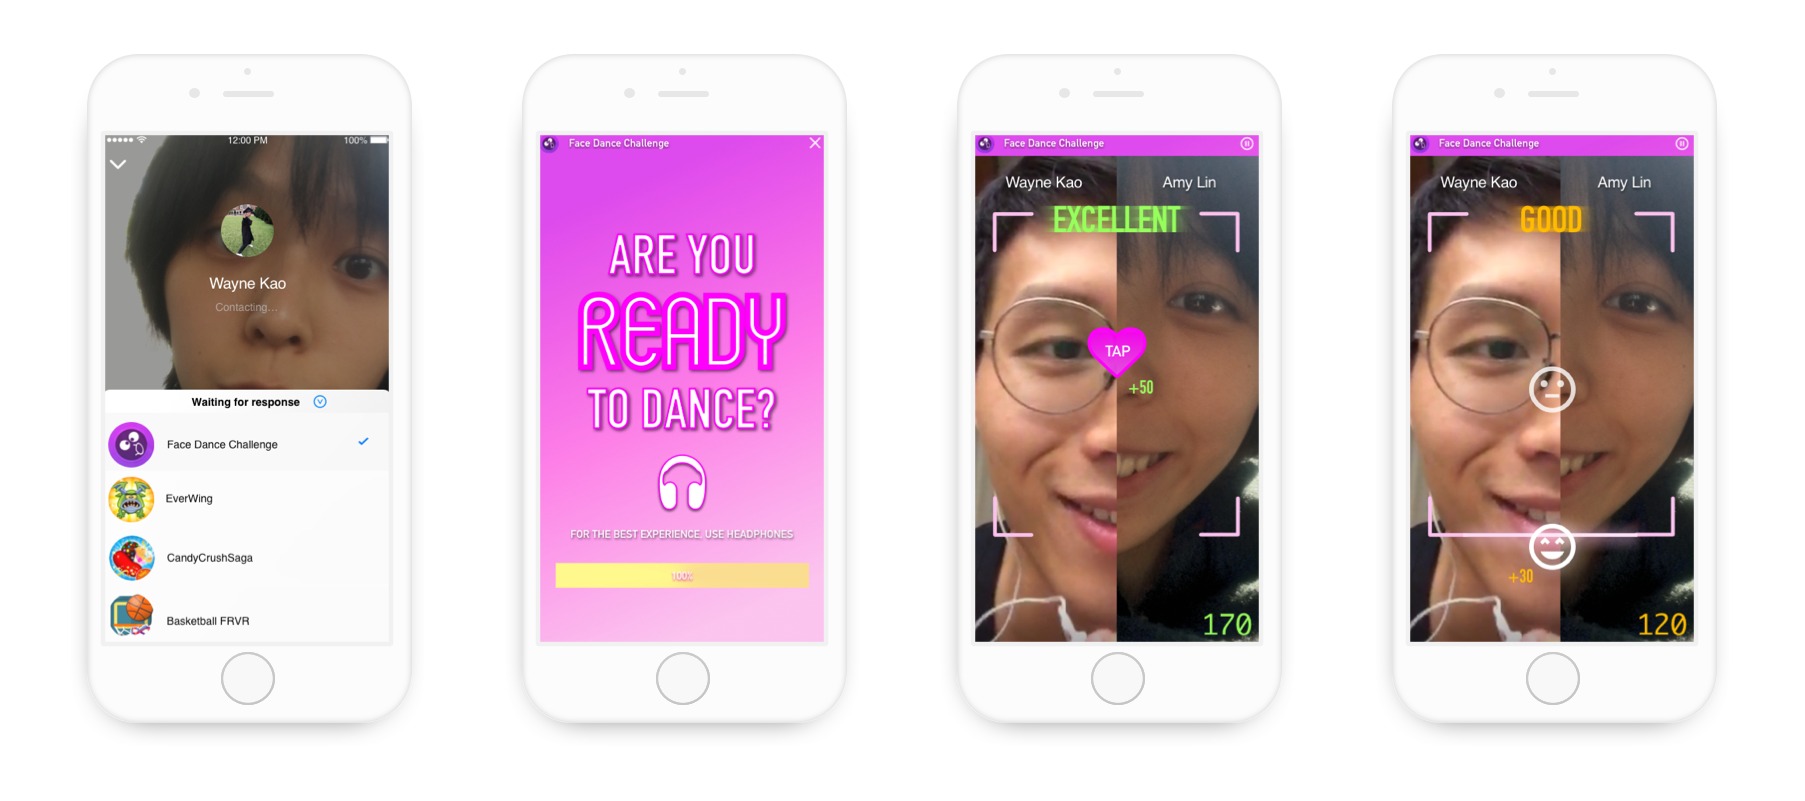 12:00 PM
100%
Wayne Kao
Contacting...
Waiting for response
Face Dance Challenge
EverWing
CandyCrushSaga
Basketball FRVR
Face Dance Challenge
ARE YOU
READY
TO DANCE?
FOR THE BEST EXPERIENCE, USE HEADPHONES
100%
Face Dance Challenge
Wayne Kao
Amy Lin
EXCELLENT
TAP
+50
170
Face Dance Challenge
Wayne Kao
Amy Lin
GOOD
+30
120